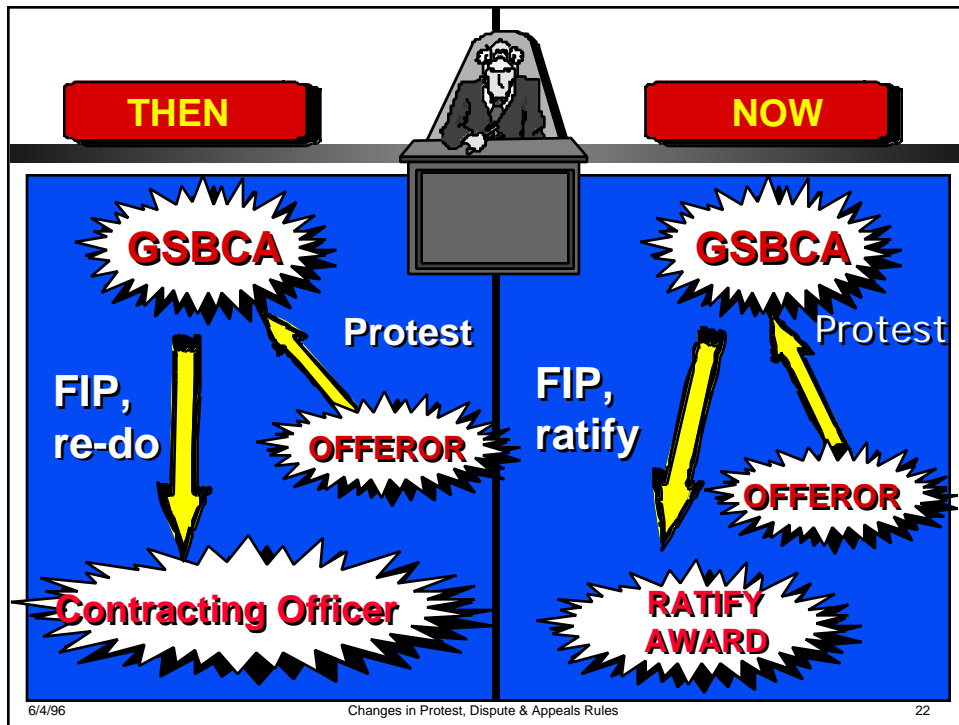 THEN
NOW
GSBCA
Protest
FIP,
re-do
OFFEROR
Contracting Officer
GSBCA
Protest
FIP,
ratify
OFFEROR
RATIFY
AWARD
6/4/96
Changes in Protest, Dispute & Appeals Rules
22